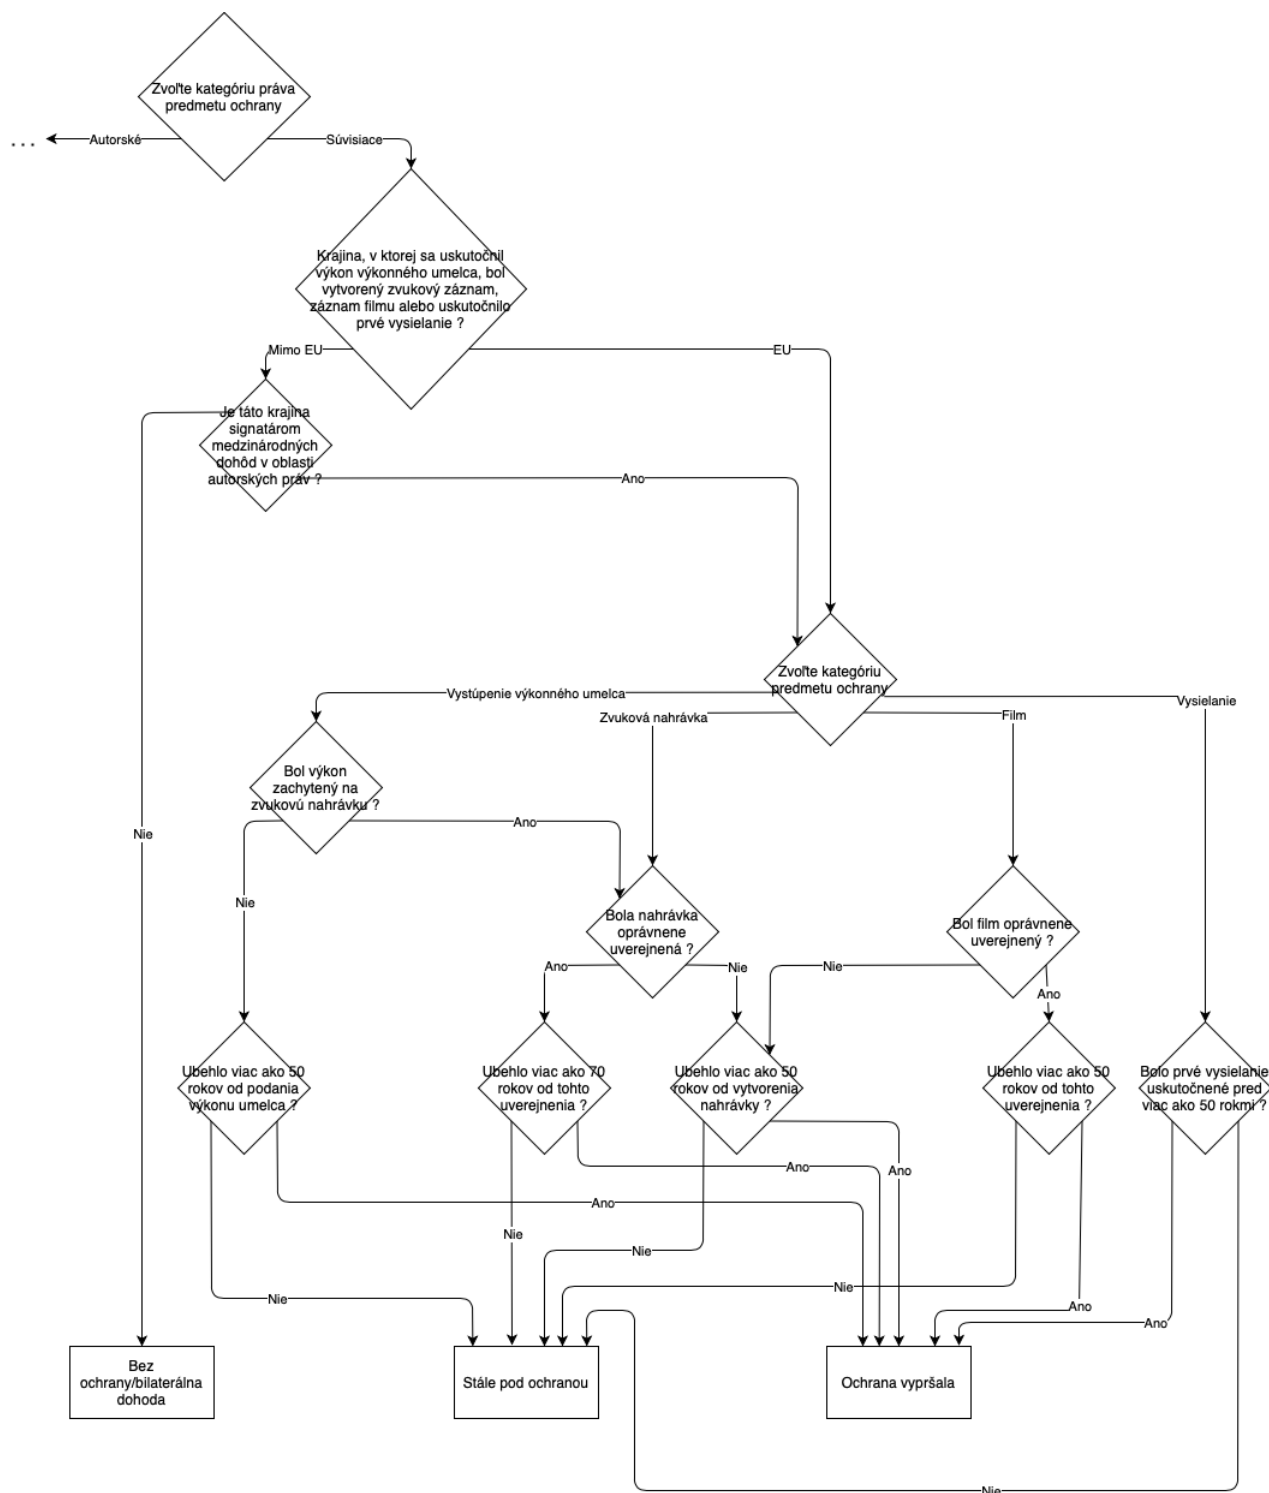 Zvoľte kategóriu práva
predmetu ochrany
...
Autorské
Súvisiace
Krajina, v ktorej sa uskutočnil
výkon výkonného umelca, bol
vytvorený zvukový záznam,
záznam filmu alebo uskutočnilo
prvé vysielanie ?
Mimo EU
EU
Je táto krajina
signatárom
medzinárodných
dohôd v oblasti
autorských práv ?
Ano
Zvoľte kategóriu
predmetu ochrany
Vystúpenie výkonného umelca
Zvuková nahrávka
Film
Vysielanie
Bol výkon
zachytený na
zvukovú nahrávku ?
Nie
Ano
Nie
Bola nahrávka
oprávnene
uverejnená ?
Bol film oprávnene
uverejnený ?
Ano
Nie
Nie
Ano
Ubehlo viac ako 50
rokov od podania
výkonu umelca ?
Ubehlo viac ako 70
rokov od tohto
uverejnenia ?
Ubehlo viac ako 50
rokov od vytvorenia
nahrávky ?
Ubehlo viac ako 50
rokov od tohto
uverejnenia ?
Bolo prvé vysielanie
uskutočnené pred
viac ako 50 rokmi ?
Ano
Ano
Ano
Nie
Nie
Nie
Nie
Ano
Ano
Bez
ochrany/bilaterálna
dohoda
Stále pod ochranou
Ochrana vypršala
Nie